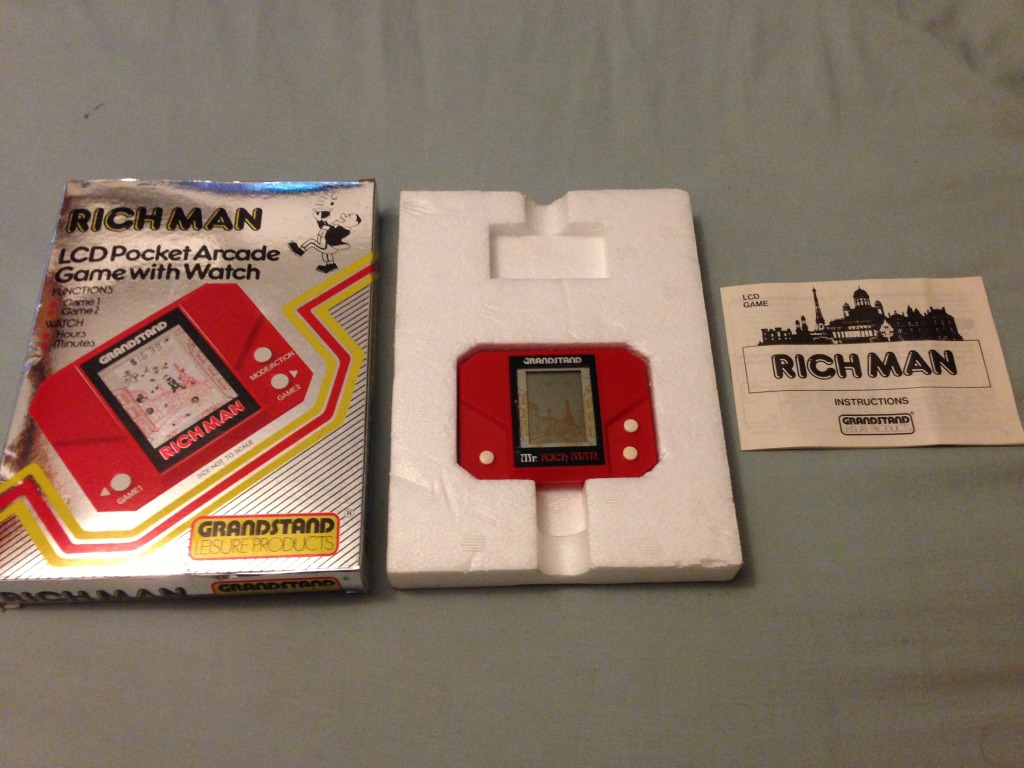 RICH MAN
LCD Pocket Arcade
Game with Watch
FUNCTIONS
Game 1
Game 2
WATCH
Hours
Minutes
GRANDSTAND
RICH MAN
MODE/ACTION
GAME 2
GAME 1
SIZE NOT TO SCALE
GRANDSTAND
LEISURE PRODUCTS
RICH MAN
GRANDSTAND
GRANDSTAND
Mr. RICH MAN
LCD
GAME
RICH MAN
INSTRUCTIONS
GRANDSTAND
LEISURE PRODUCTS